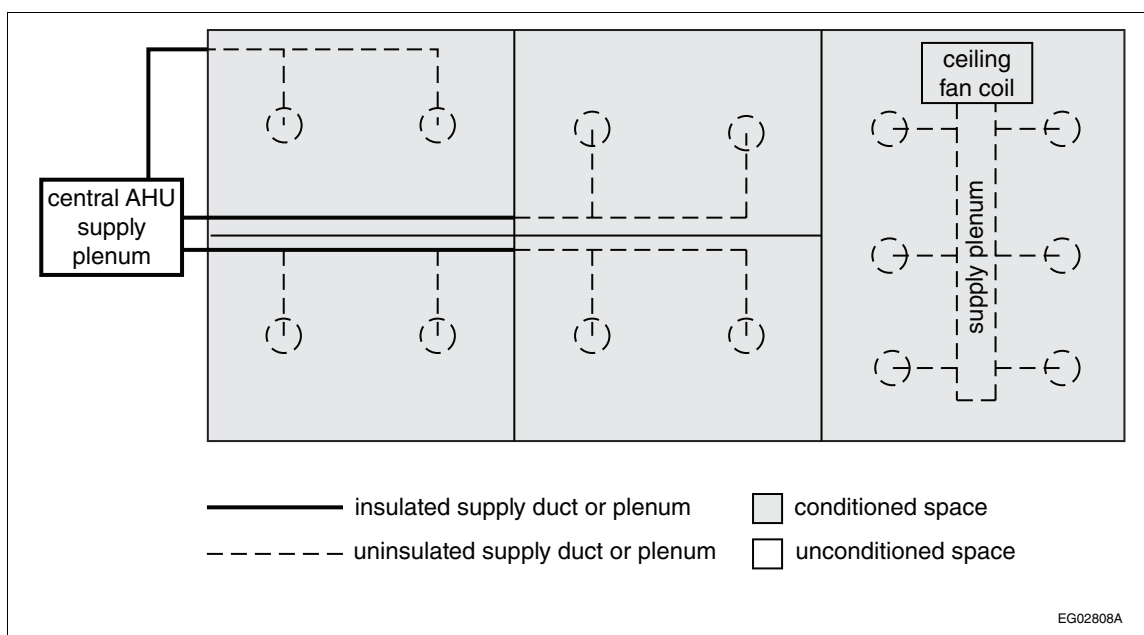 ceiling
fan coil
central AHU
supply
plenum
supply plenum
insulated supply duct or plenum
conditioned space
uninsulated supply duct or plenum
unconditioned space
EG02808A